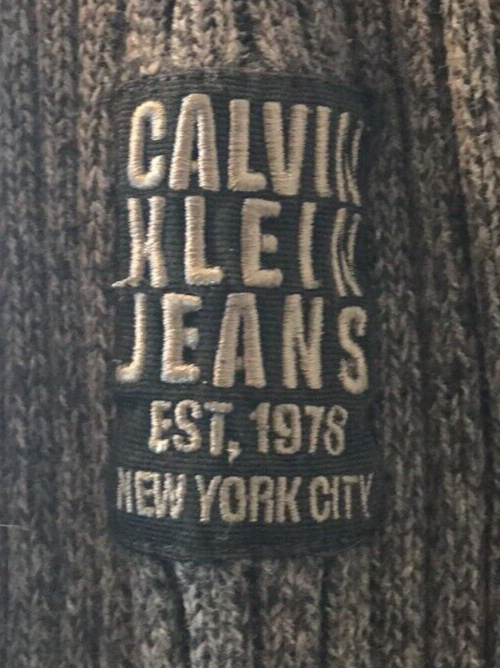 CALVIN
KLEIN
JEANS
EST, 1978
NEW YORK CITY